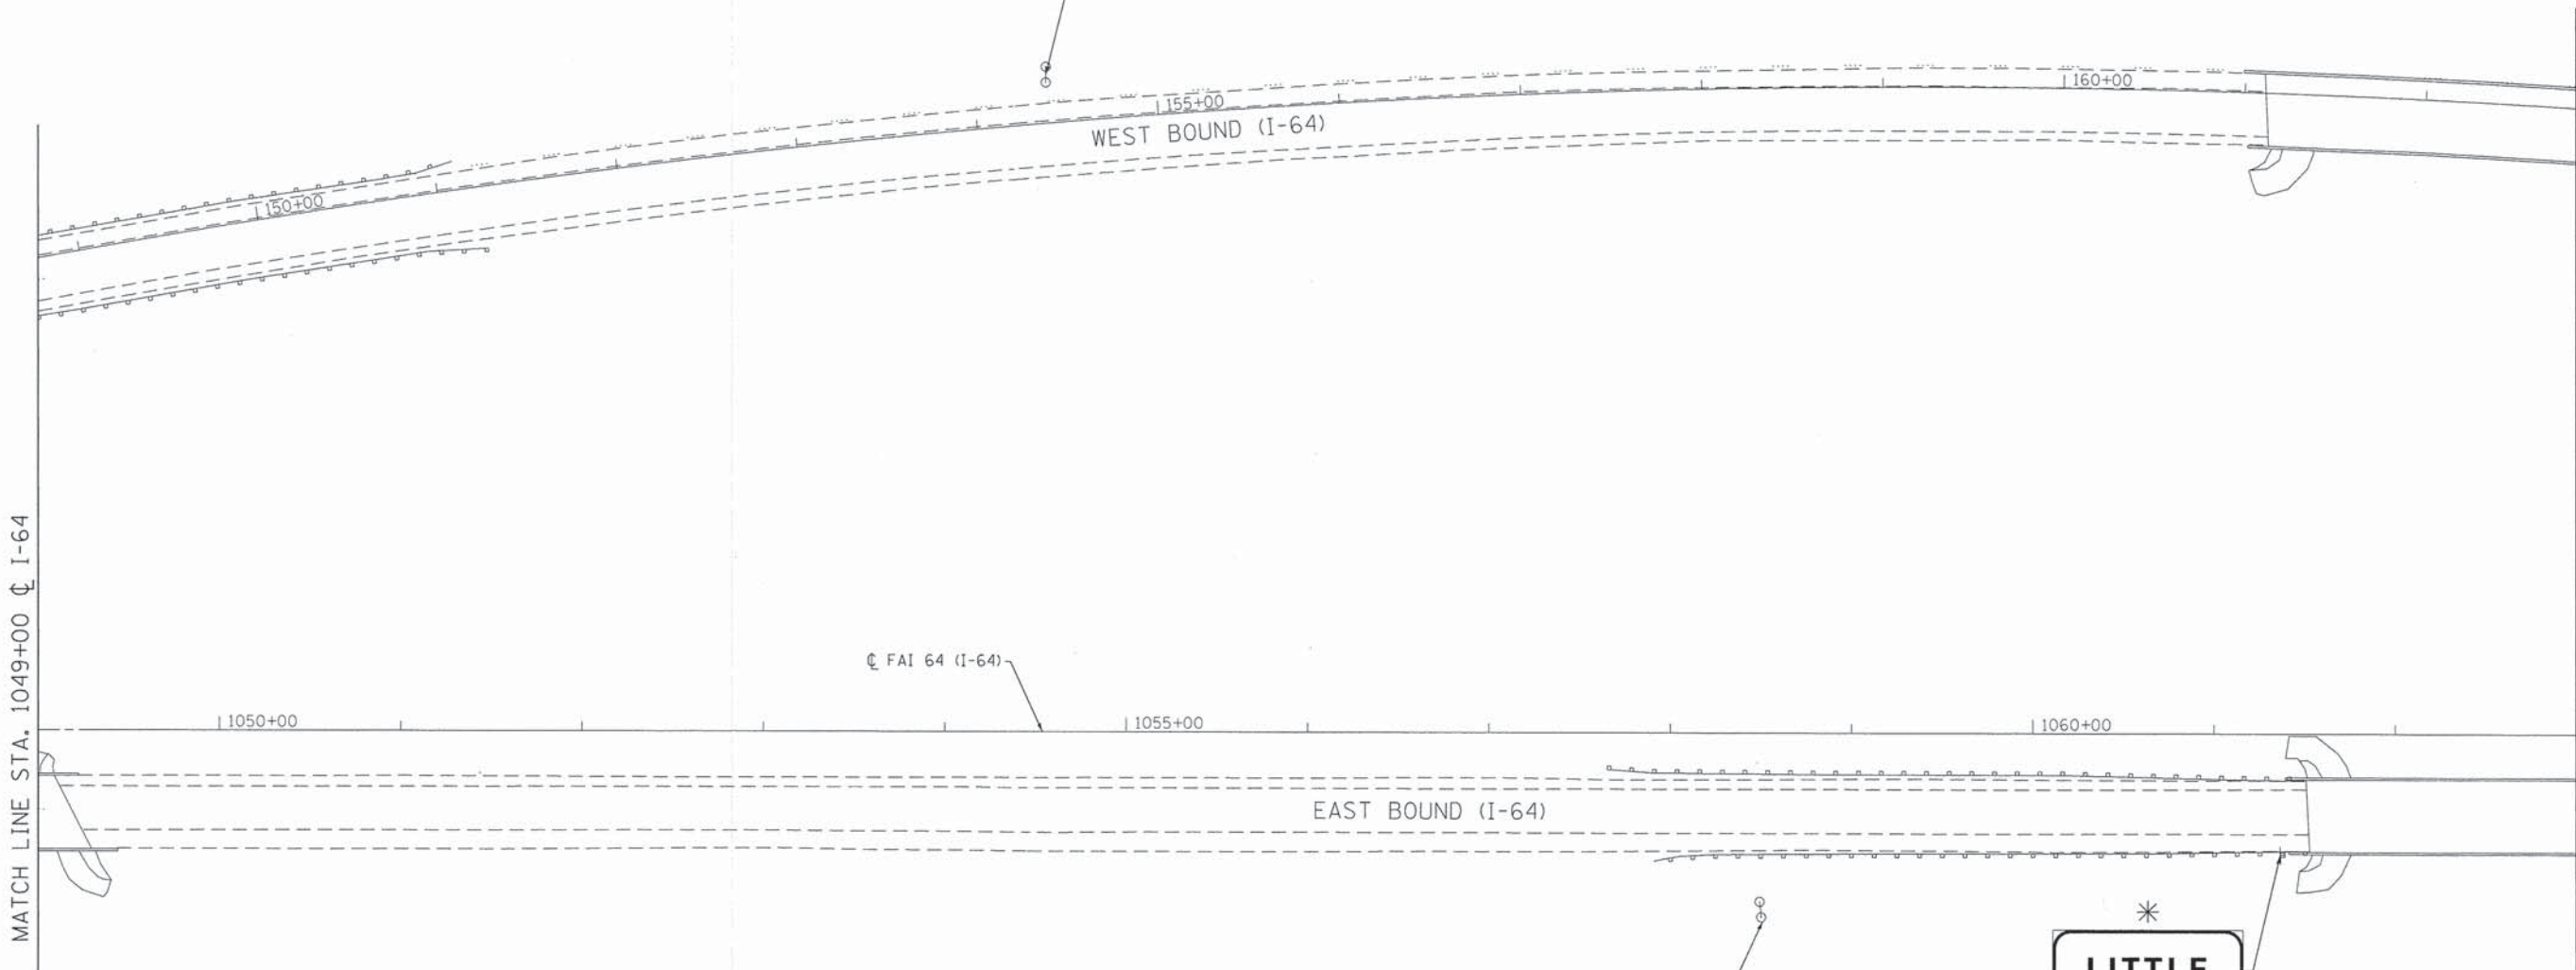 160+00
155+00
WEST BOUND (I-64)
150+00
MATCH LINE STA. 1049+00 ℄ I-64
℄ FAI 64 (I-64)
1050+00
1055+00
1060+00
EAST BOUND (I-64)
LITTLE